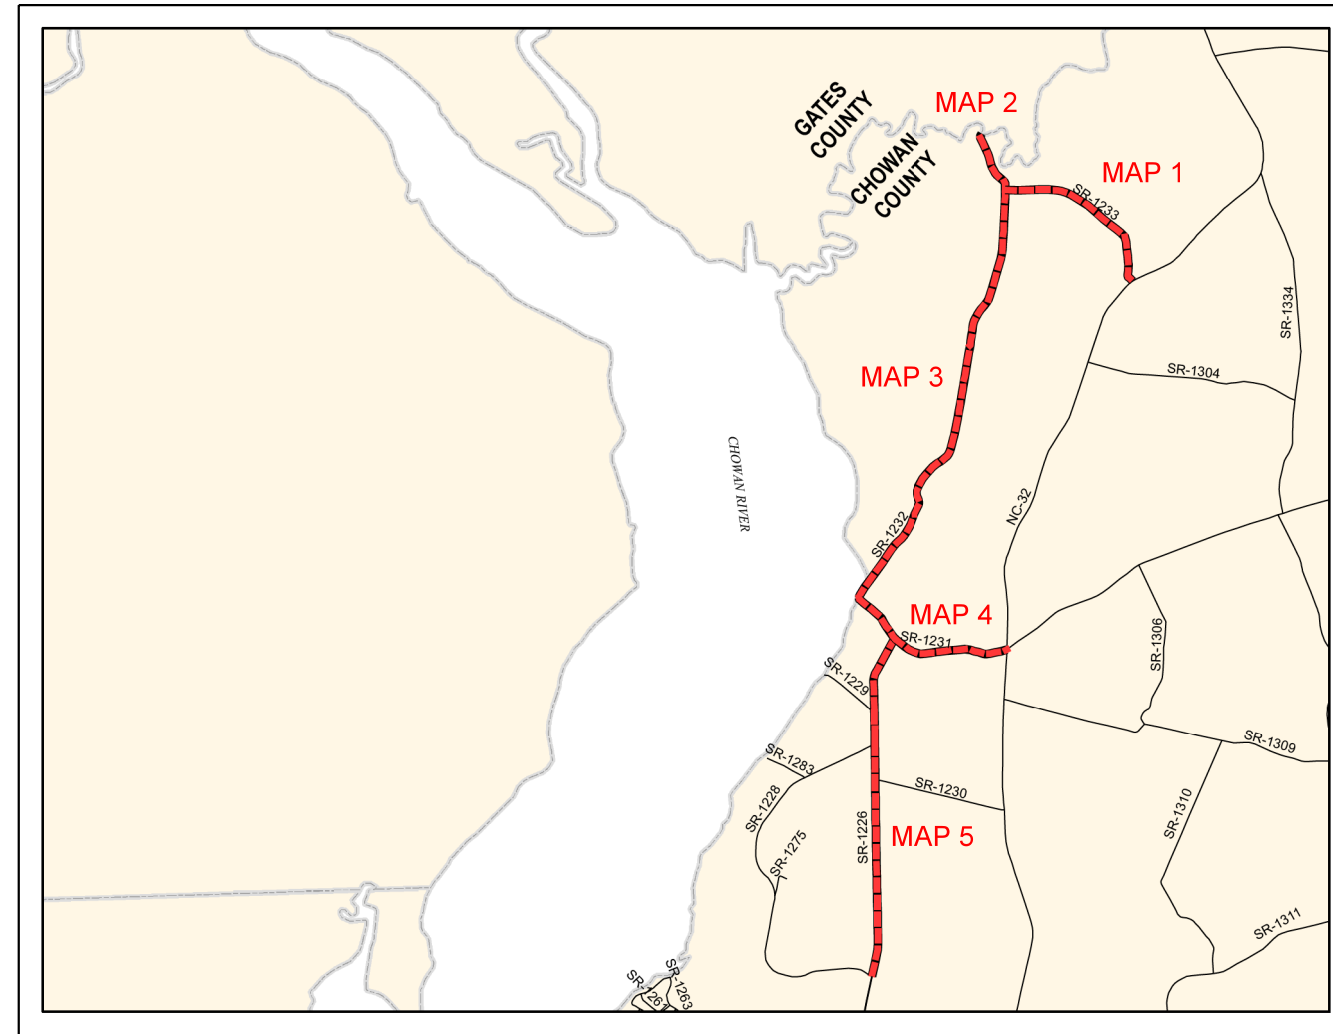 GATES
COUNTY
MAP 2
CHOWAN
COUNTY
MAP 1
SR-1233
SR-1334
MAP 3
SR-1304
CHOWAN RIVER
NC-32
SR-1232
MAP 4
SR-1231
SR-1306
SR-1229
SR-1309
SR-1283
SR-1230
SR-1228
SR-1310
SR-1226
MAP 5
SR-1275
SR-1311
SR-1261
SR-1263